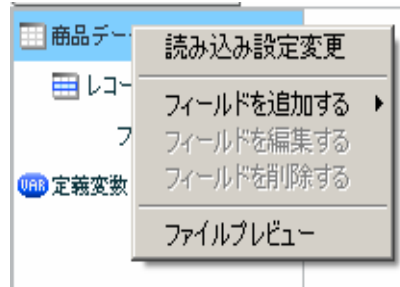 商品デー
読み込み設定変更
レコー
フィールドを追加する
フ
フィールドを編集する
フィールドを削除する
VAR 定義変数
ファイルプレビュー